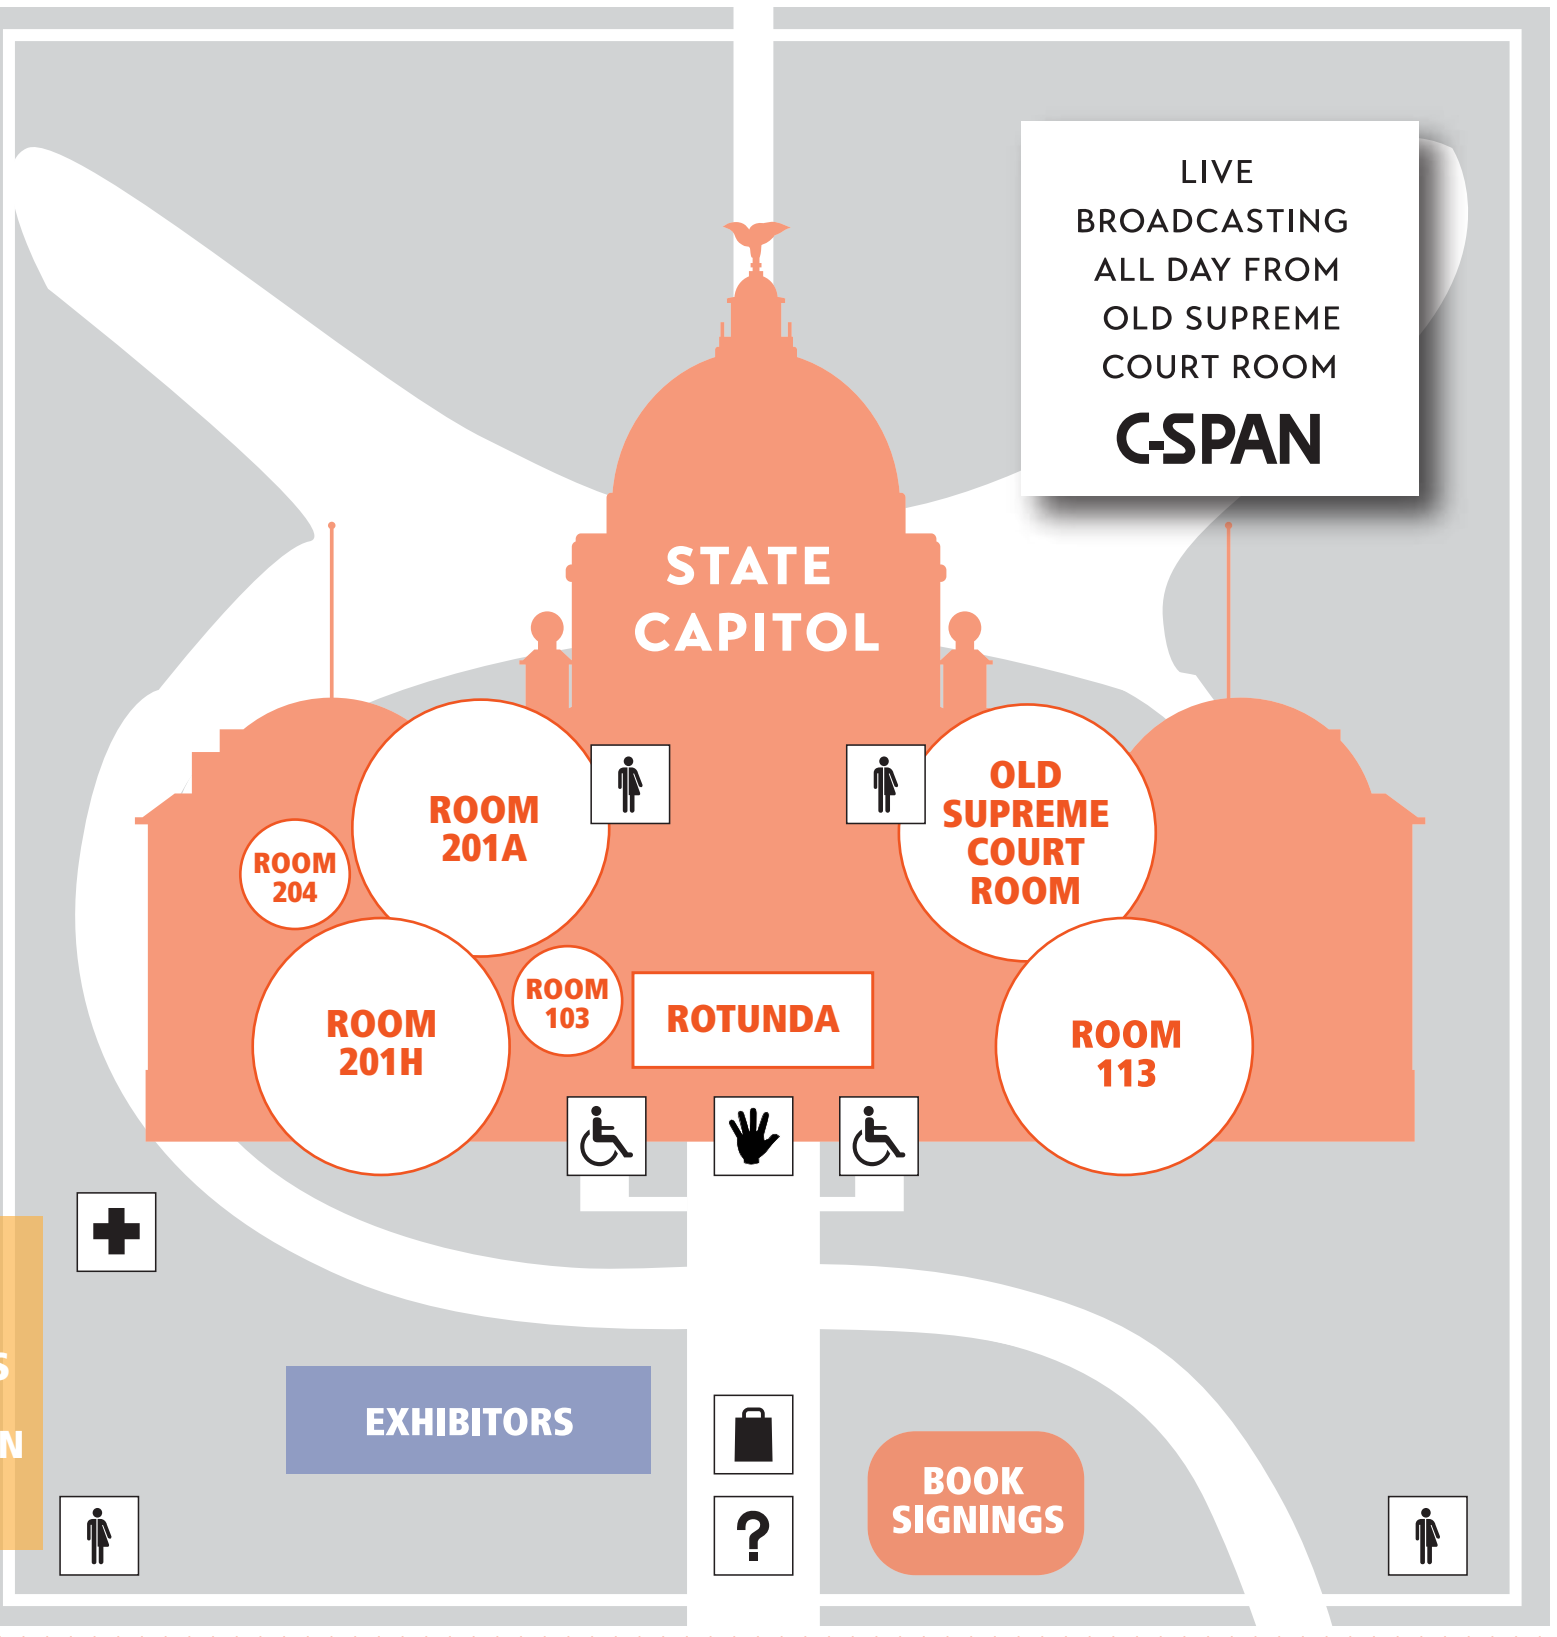 LIVE
BROADCASTING
ALL DAY FROM
OLD SUPREME
COURT ROOM
C-SPAN
STATE
CAPITOL
ROOM
201A
OLD
SUPREME
COURT
ROOM
ROOM
204
ROOM
103
ROTUNDA
ROOM
201H
ROOM
113
S
N
EXHIBITORS
?
BOOK
SIGNINGS